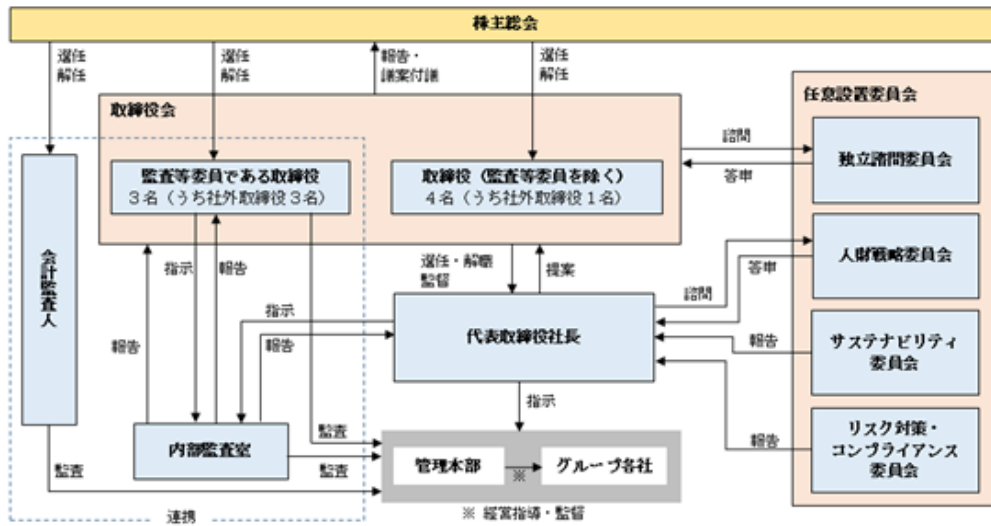 株主総会
選任
解任
選任
解任
報告・
議案付議
選任
解任
取締役会
任意設置委員会
監査等委員である取締役
3名（うち社外取締役3名）
取締役（監査等委員を除く）
4名（うち社外取締役1名）
諮問
答申
独立諮問委員会
会計監査人
指示
報告
選任・解職
監督
提案
諮問
答申
人財戦略委員会
報告
指示
報告
代表取締役社長
報告
サステナビリティ
委員会
指示
監査
内部監査室
監査
監査
管理本部
※
グループ各社
報告
リスク対策・
コンプライアンス
委員会
連携
※ 経営指導・監督